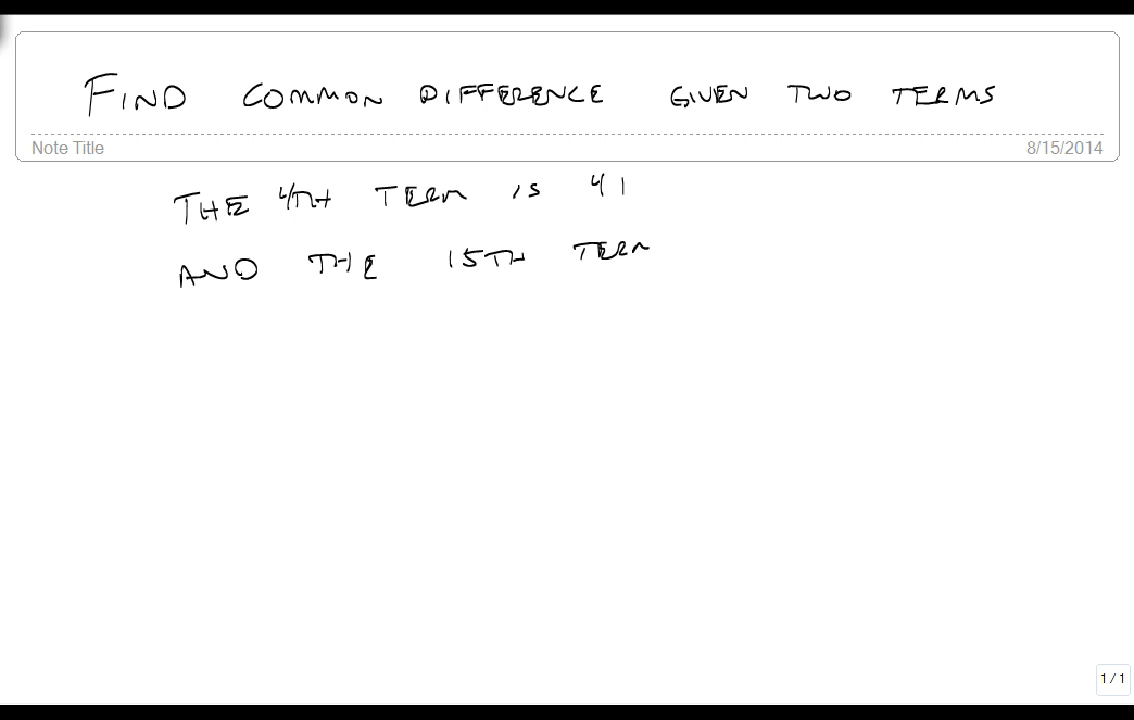 FIND COMMON DIFFERENCE GIVEN TWO TERMS
Note Title
8/15/2014
THE 4TH TERM IS 41
AND THE 15TH TERM
1/1